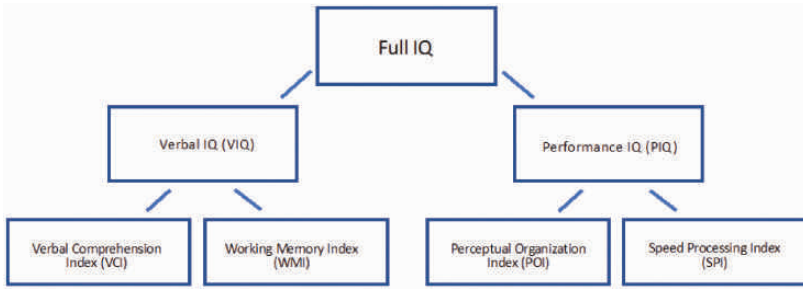 Full IQ
Verbal IQ (VIQ)
Performance IQ (PIQ)
Verbal Comprehension
Index (VCI)
Working Memory Index
(WMI)
Perceptual Organization
Index (POI)
Speed Processing Index
(SPI)